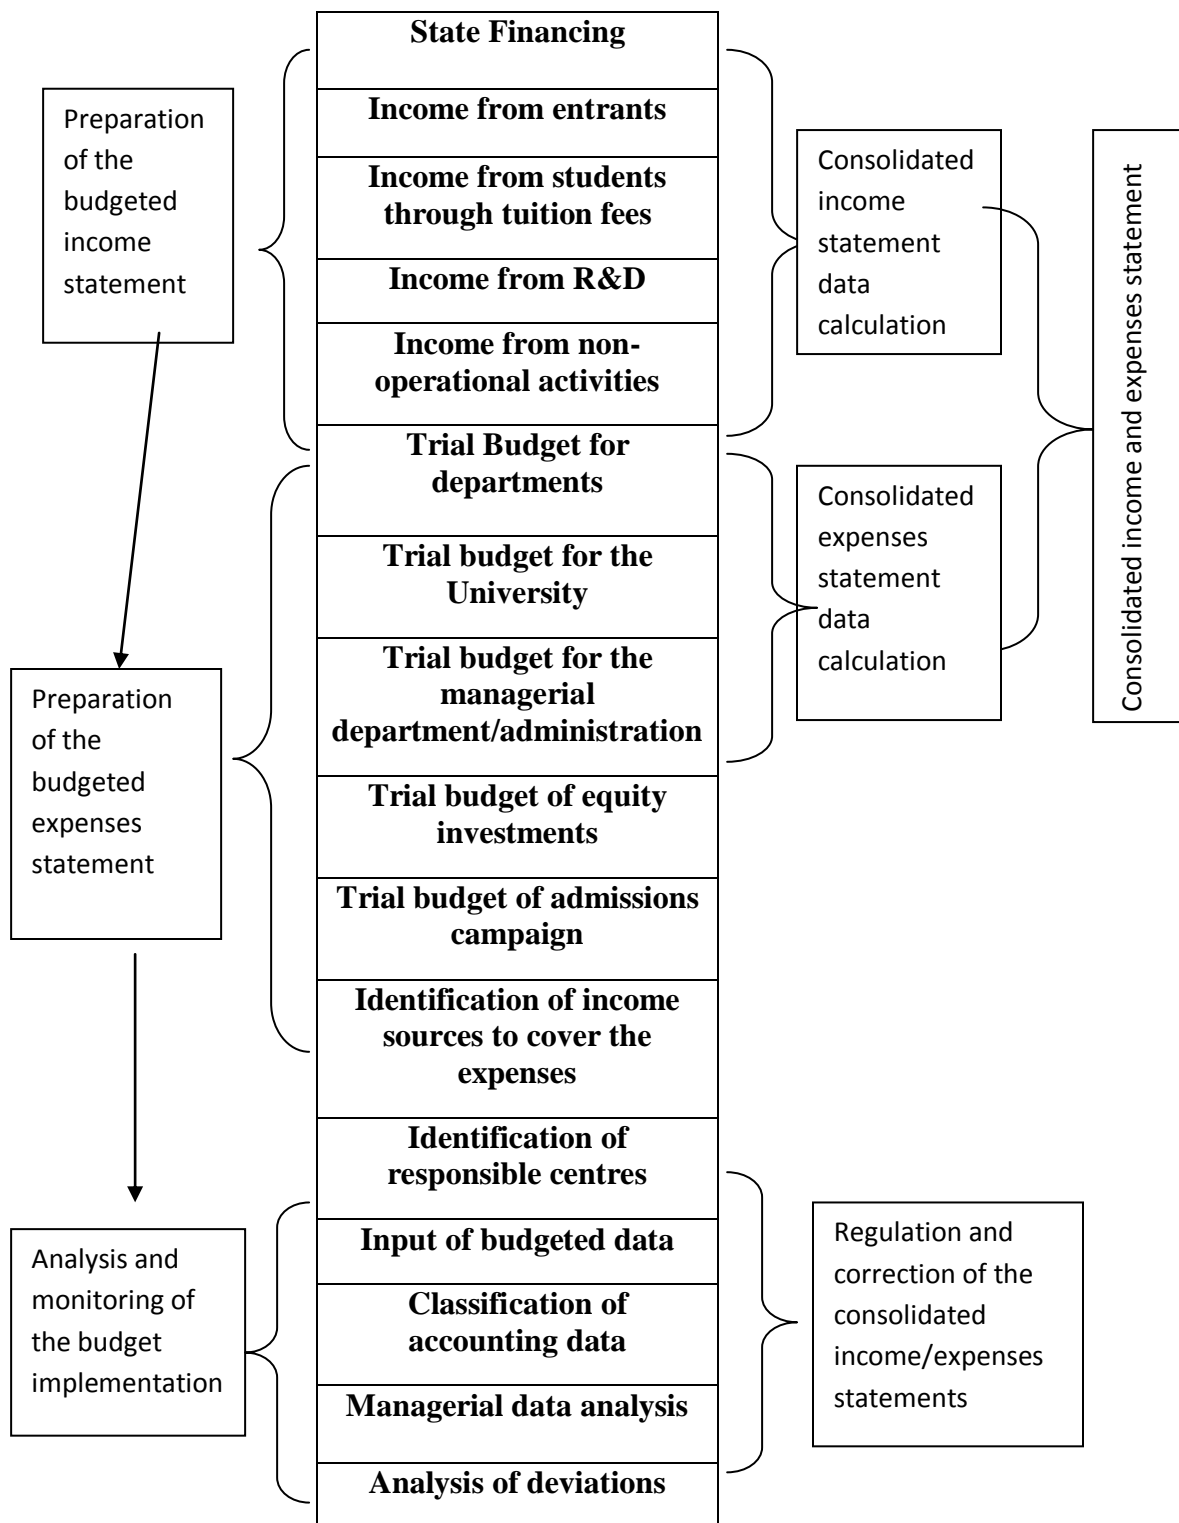 State Financing
Income from entrants
Income from students
through tuition fees
Income from R&D
Income from non-
operational activities
Trial Budget for
departments
Trial budget for the
University
Trial budget for the
managerial
department/administration
Trial budget of equity
investments
Trial budget of admissions
campaign
Identification of income
sources to cover the
expenses
Identification of
responsible centres
Input of budgeted data
Classification of
accounting data
Managerial data analysis
Analysis of deviations
Preparation
of the
budgeted
income
statement
Preparation
of the
budgeted
expenses
statement
Analysis and
monitoring of
the budget
implementation
Consolidated
income
statement
data
calculation
Consolidated
expenses
statement
data
calculation
Consolidated income and expenses statement
Regulation and
correction of the
consolidated
income/expenses
statements